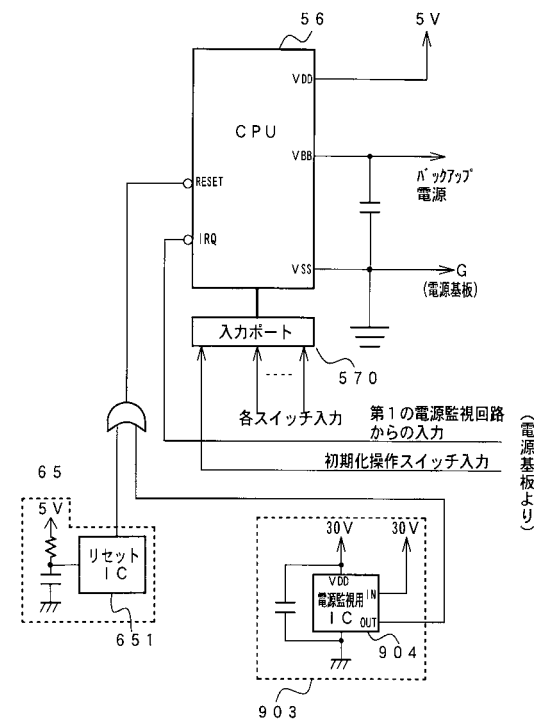 56
5V
VDD
CPU
VBB
バックアップ
電源
RESET
IRQ
VSS
G
(電源基板)
入力ポート
570
各スイッチ入力
第1の電源監視回路
からの入力
初期化操作スイッチ入力
(電源基板より)
65
5V
リセット
IC
651
30V
30V
VDD
IN
電源監視用
IC
OUT
904
903